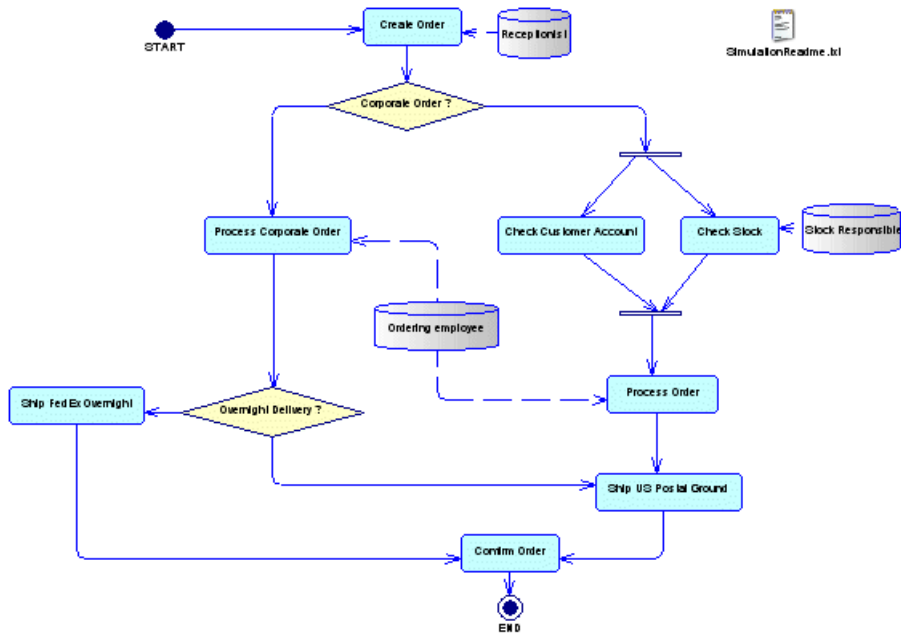 Create Order
Receptionist
START
SimulationReadme.txt
Corporate Order ?
Process Corporate Order
Check Customer Account
Check Stock
Stock Responsible
Ordering employee
Process Order
Ship FedEx Overnight
Overnight Delivery ?
Ship US Postal Ground
Confirm Order
END